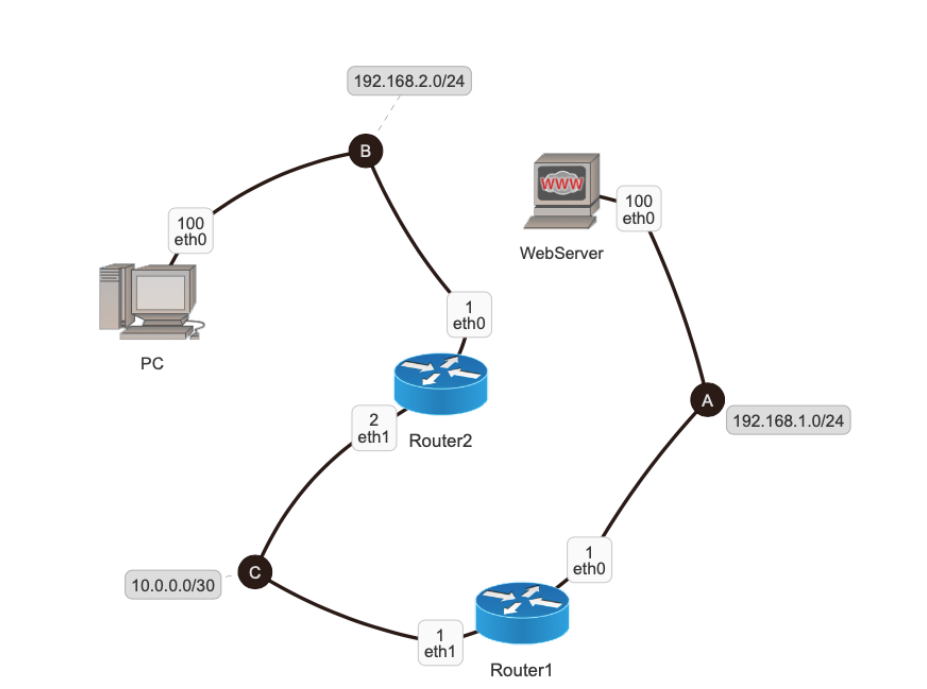 192.168.2.0/24
B
WWW
100
eth0
WebServer
100
eth0
1
eth0
PC
A
192.168.1.0/24
2
eth1
Router2
1
eth0
C
10.0.0.0/30
1
eth1
Router1